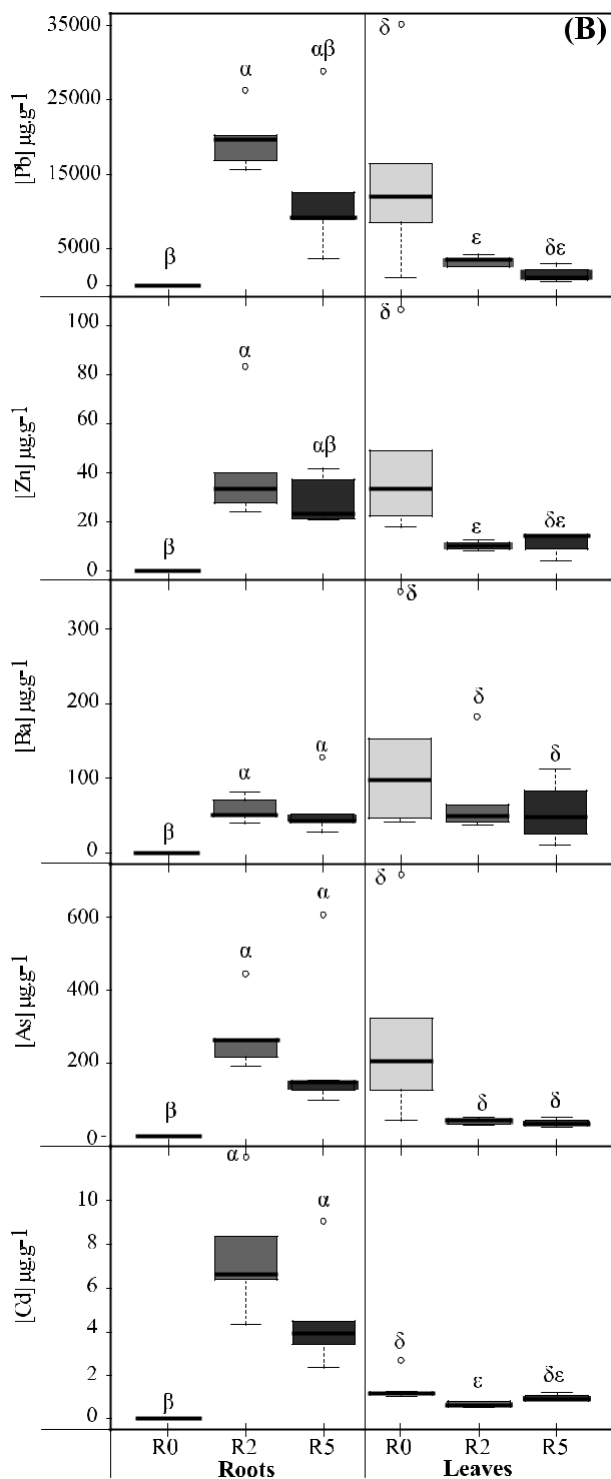 (B)
35000
δ
αβ
α
25000
[Pb] μg.g-1
15000
5000
ε
δε
β
0
100
δ
80
α
[Zn] μg.g-1
60
αβ
40
20
ε
δε
β
0
300
δ
[Ba] μg.g-1
200
δ
α
δ
100
α
β
0
δ
600
α
[As] μg.g-1
α
400
200
β
δ
δ
0
α
10
α
[Cd] μg.g-1
8
6
4
δ
2
ε
δε
β
0
R0 R2 R5 R0 R2 R5
Roots Leaves